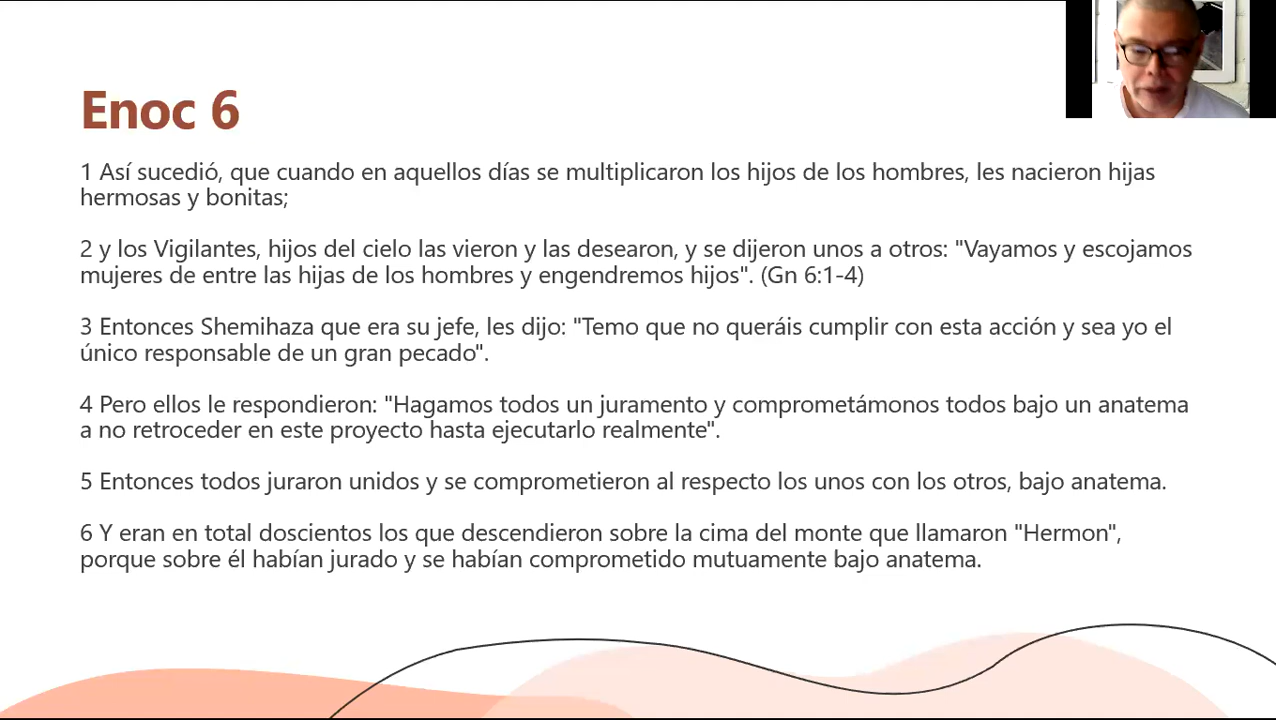 Enoc 6
1 Así sucedió, que cuando en aquellos días se multiplicaron los hijos de los hombres, les nacieron hijas
hermosas y bonitas;
2 y los Vigilantes, hijos del cielo las vieron y las desearon, y se dijeron unos a otros: "Vayamos y escojamos
mujeres de entre las hijas de los hombres y engendremos hijos". (Gn 6:1-4)
3 Entonces Shemihaza que era su jefe, les dijo: "Temo que no queráis cumplir con esta acción y sea yo el
único responsable de un gran pecado".
4 Pero ellos le respondieron: "Hagamos todos un juramento y comprometámonos todos bajo un anatema
a no retroceder en este proyecto hasta ejecutarlo realmente".
5 Entonces todos juraron unidos y se comprometieron al respecto los unos con los otros, bajo anatema.
6 Y eran en total doscientos los que descendieron sobre la cima del monte que llamaron "Hermon",
porque sobre él habían jurado y se habían comprometido mutuamente bajo anatema.